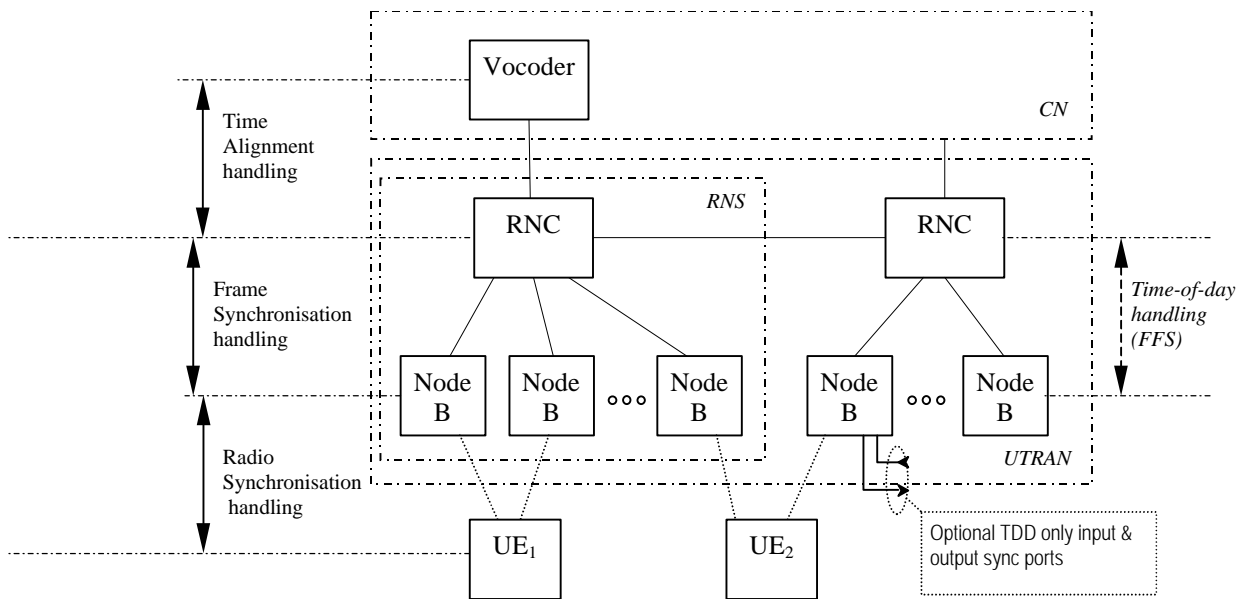 Vocoder
CN
Time
Alignment
handling
RNS
RNC
RNC
Frame
Synchronisation
handling
Time-of-day
handling
(FFS)
Node
B
Node
B
Node
B
Node
B
Node
B
UTRAN
Radio
Synchronisation
handling
UE1
UE2
Optional TDD only input &
output sync ports